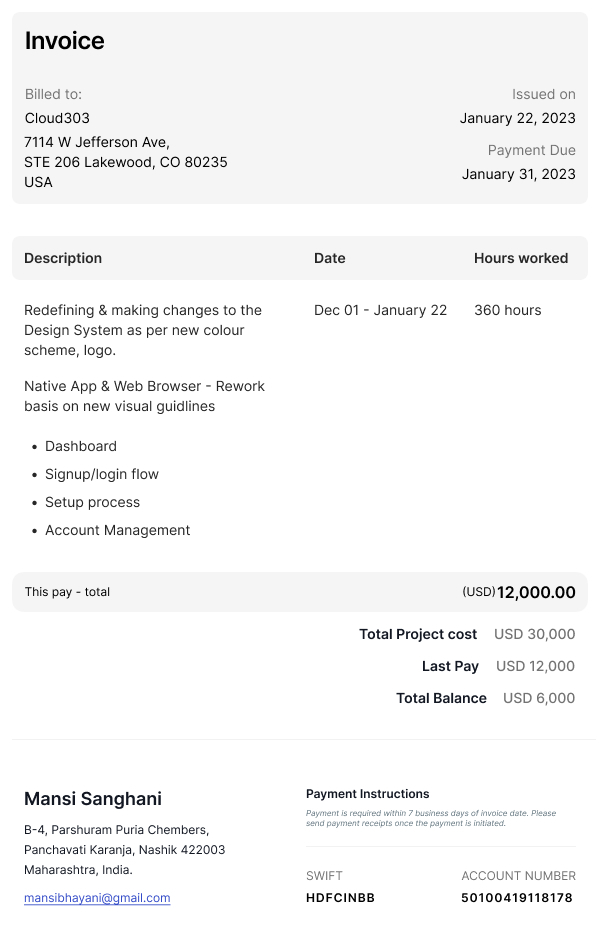 Invoice
Billed to:
Cloud303
7114 W Jefferson Ave,
STE 206 Lakewood, CO 80235
USA
Issued on
January 22, 2023
Payment Due
January 31, 2023
Description Date Hours worked
Redefining & making changes to the Dec 01 - January 22 360 hours
Design System as per new colour
scheme, logo.
Native App & Web Browser - Rework
basis on new visual guidlines
• Dashboard
• Signup/login flow
• Setup process
• Account Management
This pay - total (USD)12,000.00
Total Project cost USD 30,000
Last Pay USD 12,000
Total Balance USD 6,000
Mansi Sanghani
B-4, Parshuram Puria Chembers,
Panchavati Karanja, Nashik 422003
Maharashtra, India.
mansibhayani@gmail.com
Payment Instructions
Payment is required within 7 business days of invoice date. Please
send payment receipts once the payment is initiated.
SWIFT ACCOUNT NUMBER
HDFCINBB 50100419118178